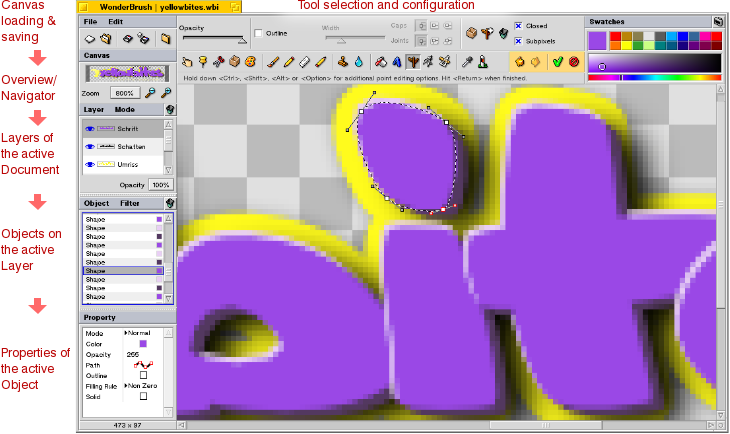 Tool selection and configuration
Canvas
loading &
saving
Overview/
Navigator
Layers of
the active
Document
Objects on
the active
Layer
Properties of
the active
Object
WonderBrush | yellowbites.wbi
File Edit
Canvas
Zoom 800%
Layer Mode
Schrift
Schatten
Umriss
Opacity 100%
Object Filter
Shape
Shape
Shape
Shape
Shape
Shape
Shape
Shape
Shape
Shape
Property
Mode Normal
Color
Opacity 255
Path
Outline
Filling Rule Non Zero
Solid
473 x 97
Opacity
Outline
Width
Caps
Joints
Closed
Subpixels
Hold down <Ctrl>, <Shift>, <Alt> or <Option> for additional point editing options. Hit <Return> when finished.
Swatches